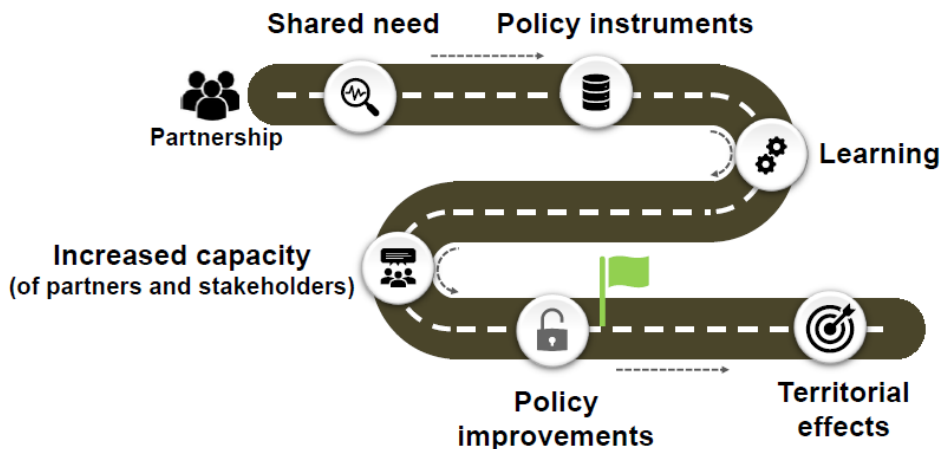 Shared need
Policy instruments
Partnership
Learning
Increased capacity
(of partners and stakeholders)
Policy
improvements
Territorial
effects